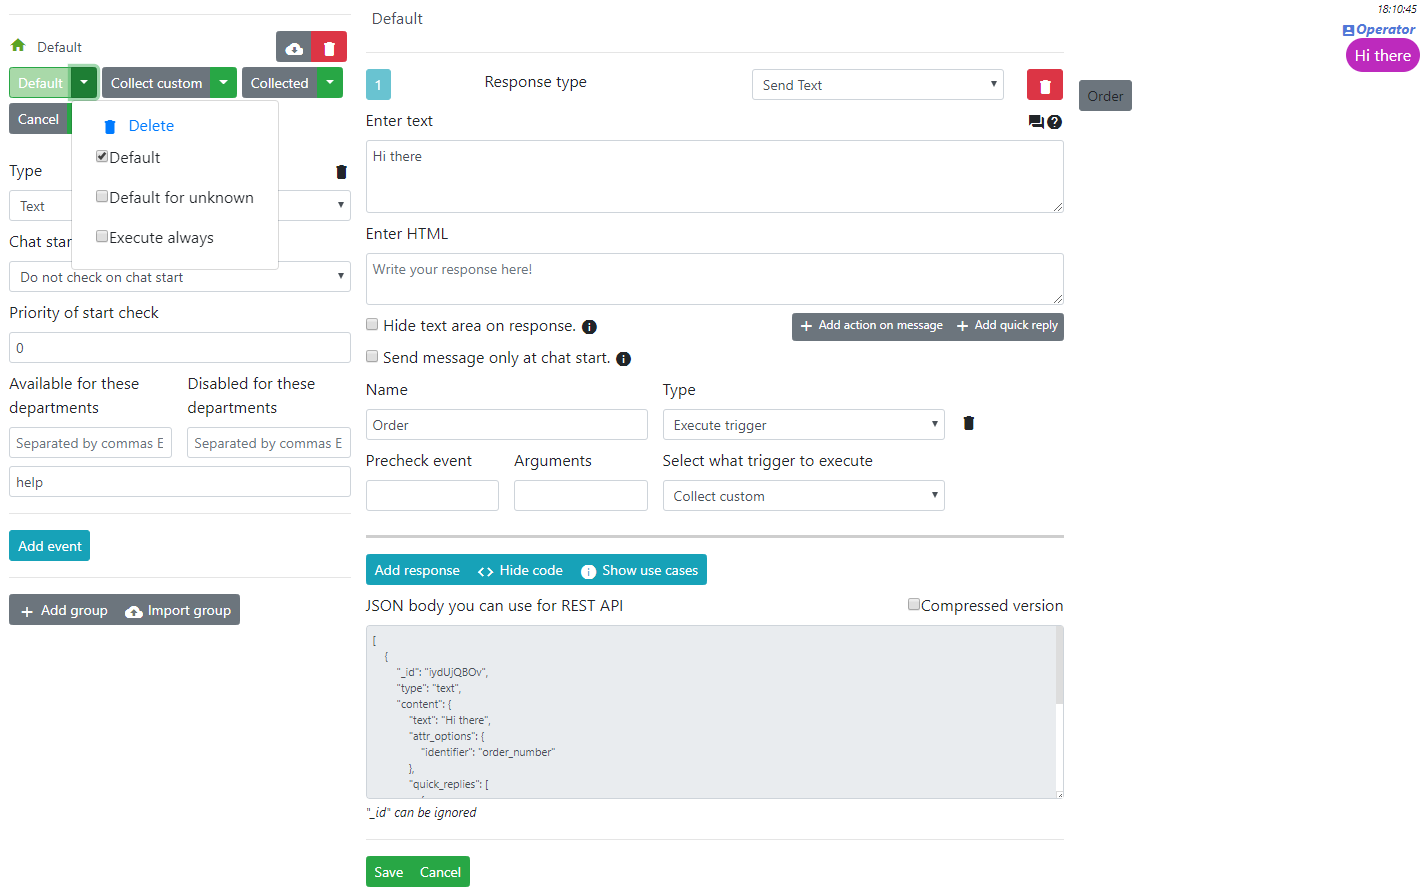 Default
Default
Collect custom
Collected
Cancel
Delete
Default
Default for unknown
Execute always
Type
Text
Chat star
Do not check on chat start
Priority of start check
0
Available for these
departments
Disabled for these
departments
Separated by commas E
Separated by commas E
help
Add event
Add group
Import group
Default
1
Response type
Send Text
Enter text
Hi there
Enter HTML
Write your response here!
Hide text area on response.
Add action on message
Add quick reply
Send message only at chat start.
Name
Type
Order
Execute trigger
Precheck event
Arguments
Select what trigger to execute
Collect custom
Add response
Hide code
Show use cases
JSON body you can use for REST API
Compressed version
[
{
"_id": "iydUjQBOv",
"type": "text",
"content": {
"text": "Hi there",
"attr_options": {
"identifier": "order_number"
},
"quick_replies": [
"_id" can be ignored
Save
Cancel
18:10:45
Operator
Hi there
Order